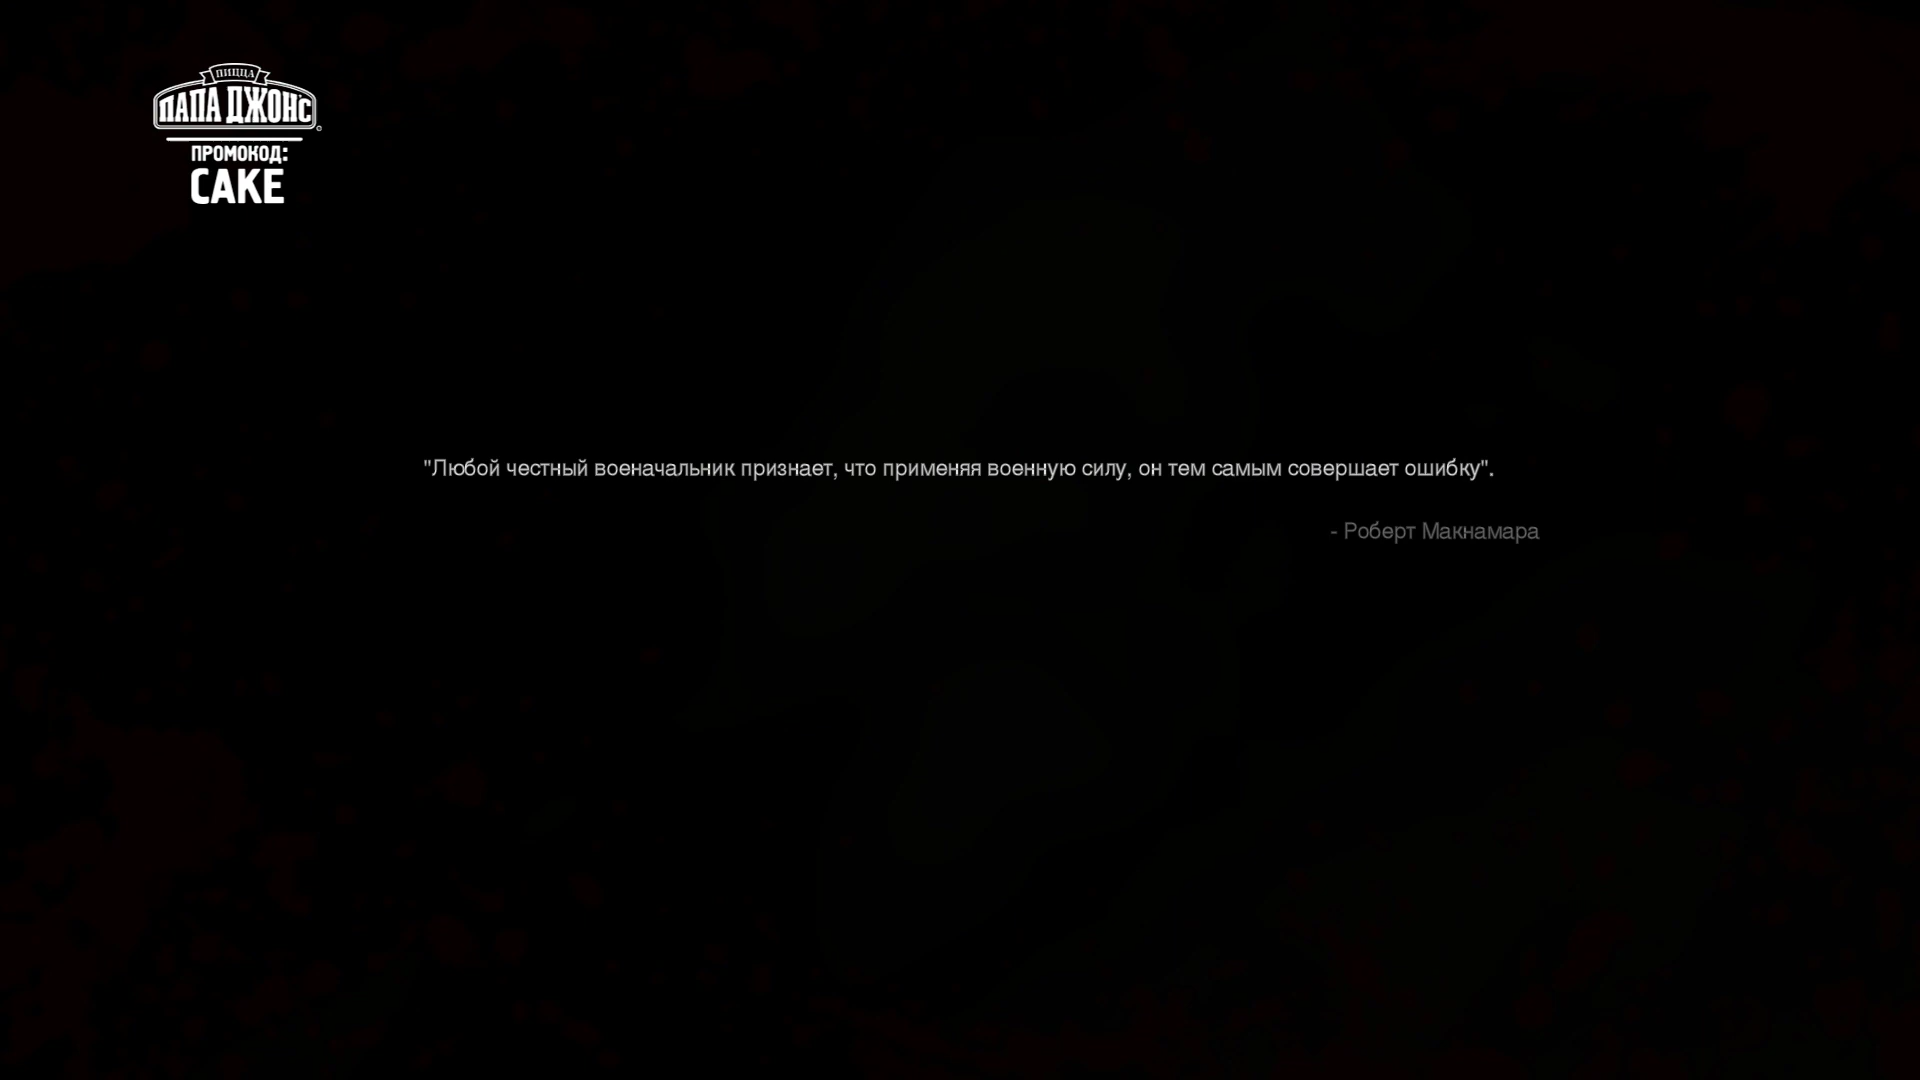 ПИЦЦА
ПАПА ДЖОНС
ПРОМОКОД:
CAKE
"Любой честный военачальник признает, что применяя военную силу, он тем самым совершает ошибку".
- Роберт Макнамара